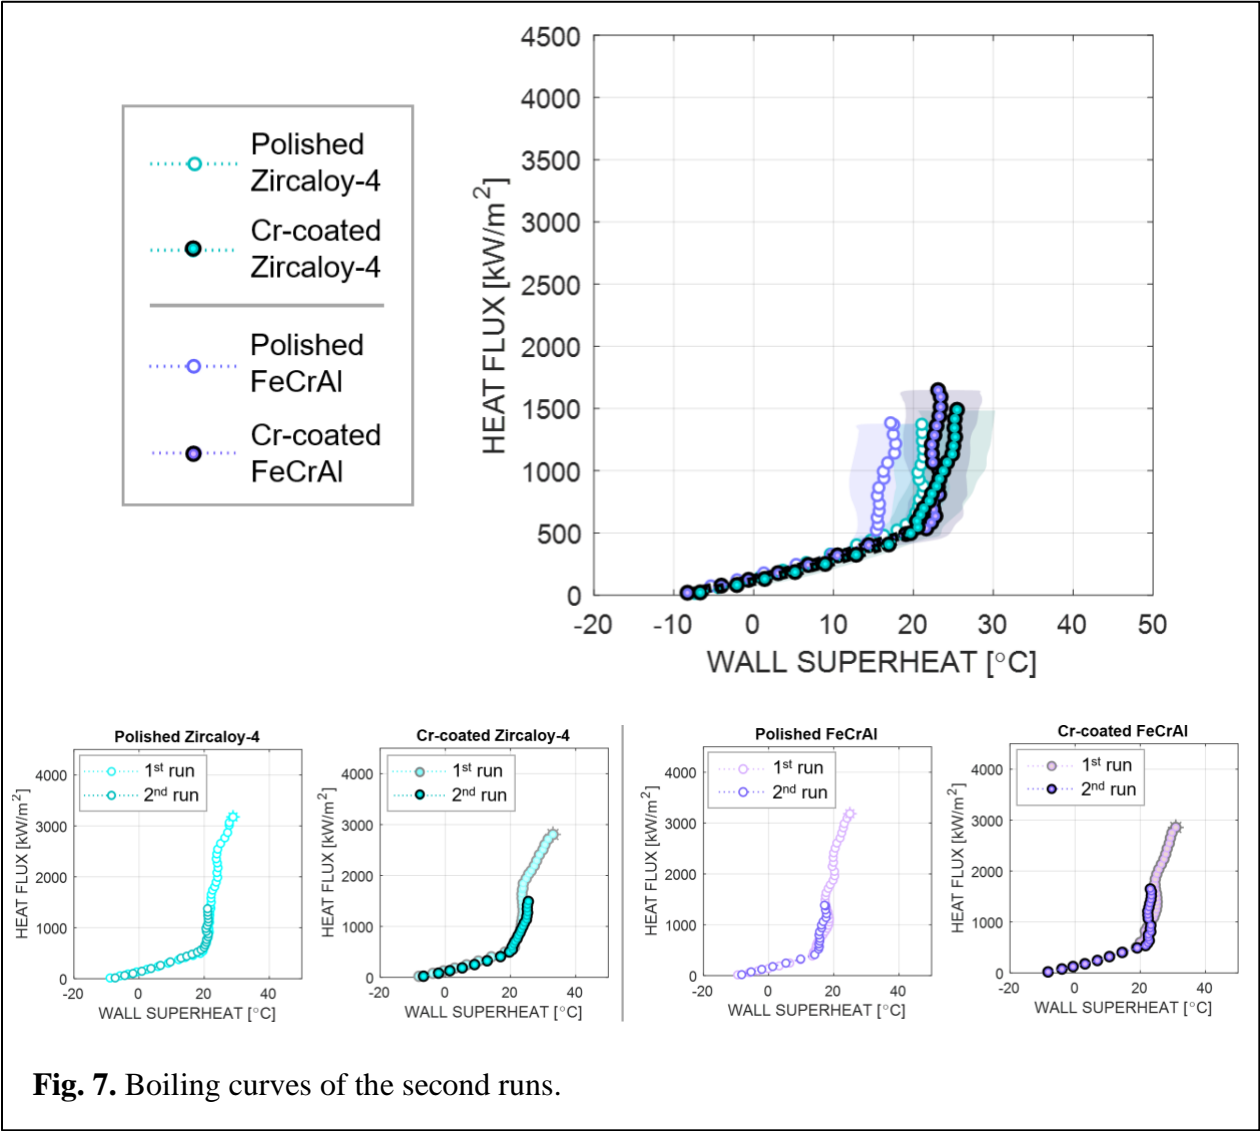 Polished
Zircaloy-4
Cr-coated
Zircaloy-4
Polished
FeCrAl
Cr-coated
FeCrAl
4500
4000
3500
3000
2500
2000
1500
1000
500
0
HEAT FLUX [kW/m²]
-20 -10 0 10 20 30 40 50
WALL SUPERHEAT [°C]
Polished Zircaloy-4
1st run
2nd run
4000
3000
2000
1000
0
HEAT FLUX [kW/m²]
-20 0 20 40
WALL SUPERHEAT [°C]
Cr-coated Zircaloy-4
1st run
2nd run
4000
3000
2000
1000
0
HEAT FLUX [kW/m²]
-20 0 20 40
WALL SUPERHEAT [°C]
Polished FeCrAl
1st run
2nd run
4000
3000
2000
1000
0
HEAT FLUX [kW/m²]
-20 0 20 40
WALL SUPERHEAT [°C]
Cr-coated FeCrAl
1st run
2nd run
4000
3000
2000
1000
0
HEAT FLUX [kW/m²]
-20 0 20 40
WALL SUPERHEAT [°C]
Fig. 7. Boiling curves of the second runs.